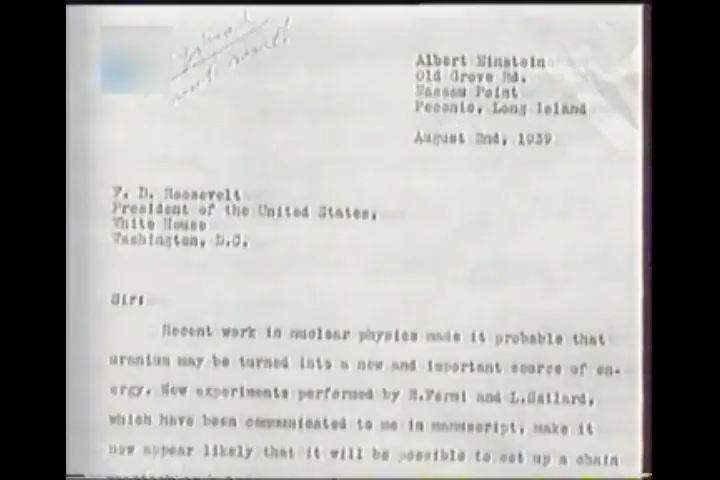 Albert Einstein
Old Grove Rd.
Nassau Point
Peconic, Long Island
August 2nd, 1939
F. D. Roosevelt
President of the United States,
White House
Washington, D.C.
Sir:
Recent work in nuclear physics made it probable that
uranium may be turned into a new and important source of en-
ergy. New experiments performed by E.Fermi and L.Szilard,
which have been communicated to me in manuscript, make it
now appear likely that it will be possible to set up a chain